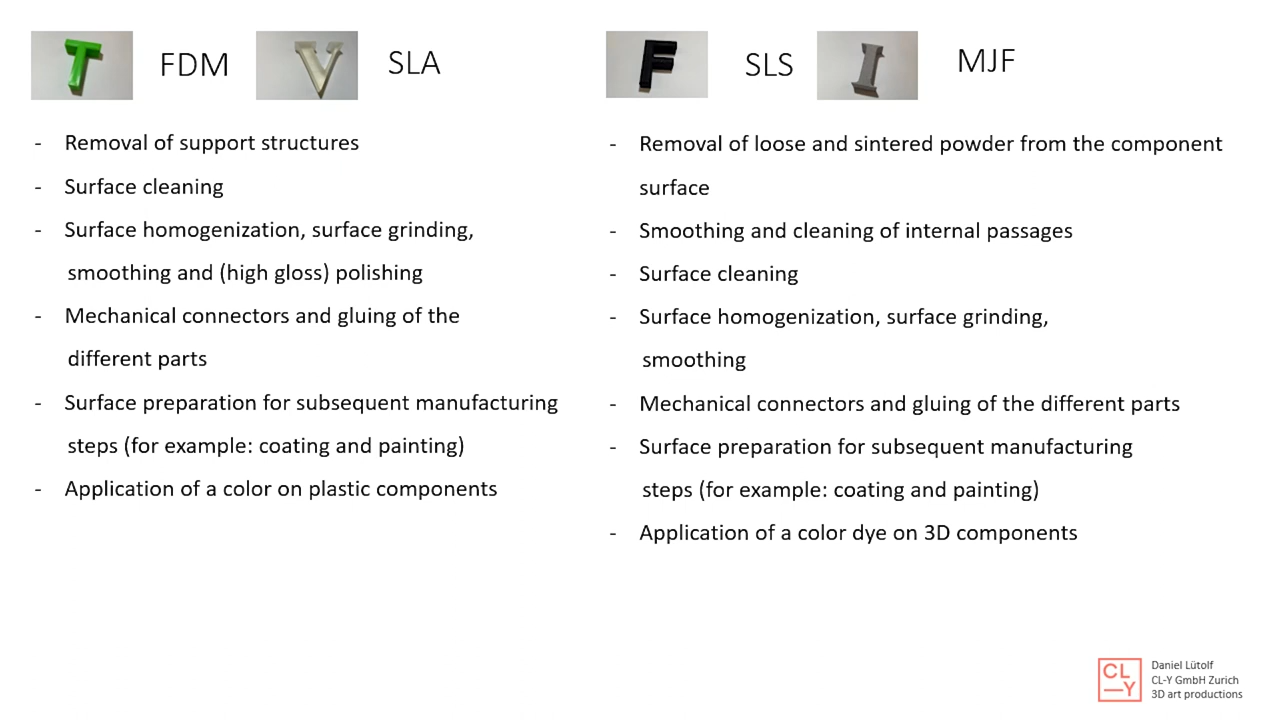 T
FDM
V
SLA
- Removal of support structures
- Surface cleaning
- Surface homogenization, surface grinding,
smoothing and (high gloss) polishing
- Mechanical connectors and gluing of the
different parts
- Surface preparation for subsequent manufacturing
steps (for example: coating and painting)
- Application of a color on plastic components
F
SLS
I
MJF
- Removal of loose and sintered powder from the component
surface
- Smoothing and cleaning of internal passages
- Surface cleaning
- Surface homogenization, surface grinding,
smoothing
- Mechanical connectors and gluing of the different parts
- Surface preparation for subsequent manufacturing
steps (for example: coating and painting)
- Application of a color dye on 3D components
CL
—Y
Daniel Lütolf
CL-Y GmbH Zurich
3D art productions